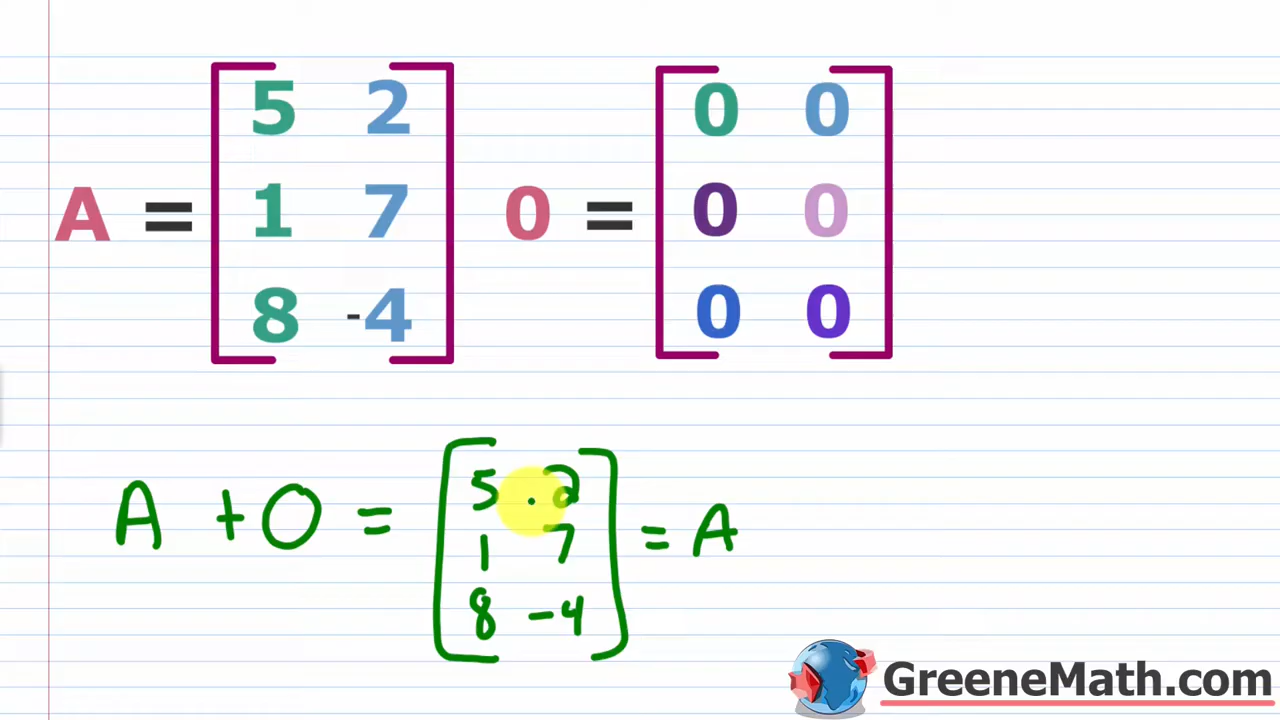 5 2 0 0
A = 1 7 0 = 0 0
8 -4 0 0
5 2
A + O = 1 7 = A
8 -4
GreeneMath.com